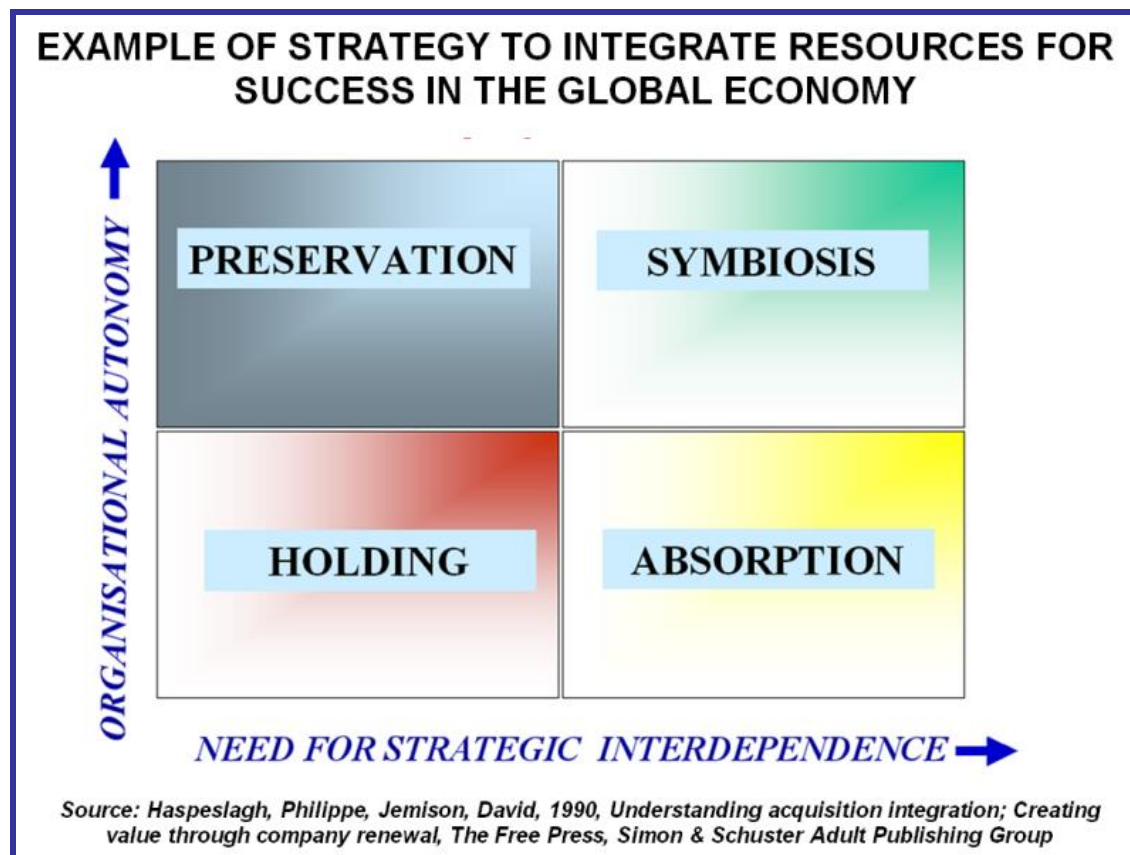 EXAMPLE OF STRATEGY TO INTEGRATE RESOURCES FOR
SUCCESS IN THE GLOBAL ECONOMY
ORGANISATIONAL AUTONOMY
PRESERVATION
SYMBIOSIS
HOLDING
ABSORPTION
NEED FOR STRATEGIC INTERDEPENDENCE
Source: Haspeslagh, Philippe, Jemison, David, 1990, Understanding acquisition integration; Creating
value through company renewal, The Free Press, Simon & Schuster Adult Publishing Group